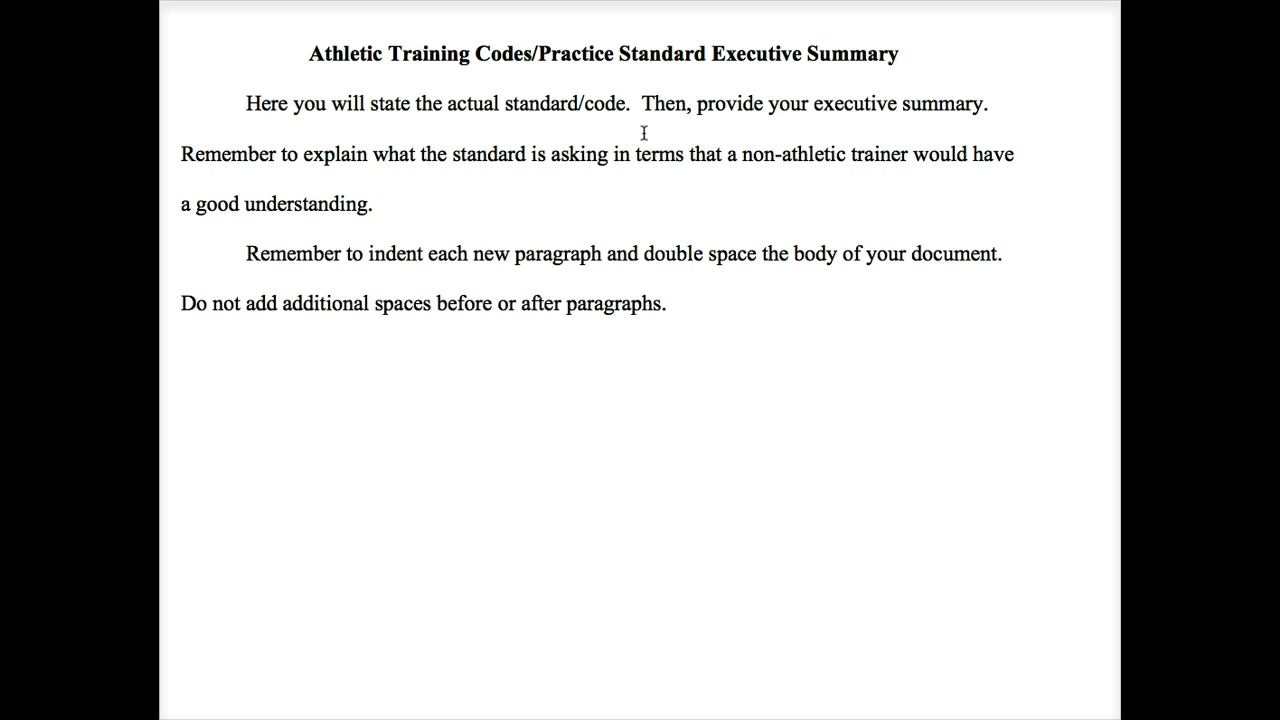 Athletic Training Codes/Practice Standard Executive Summary
Here you will state the actual standard/code.  Then, provide your executive summary.
Remember to explain what the standard is asking in terms that a non-athletic trainer would have
a good understanding.
Remember to indent each new paragraph and double space the body of your document.
Do not add additional spaces before or after paragraphs.